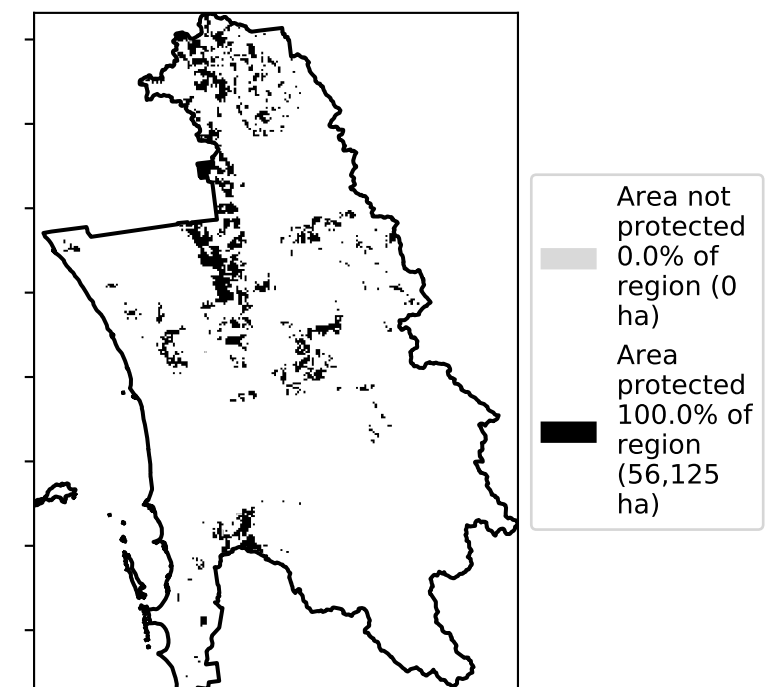 Area not
protected
0.0% of
region (0
ha)
Area
protected
100.0% of
region
(56,125
ha)